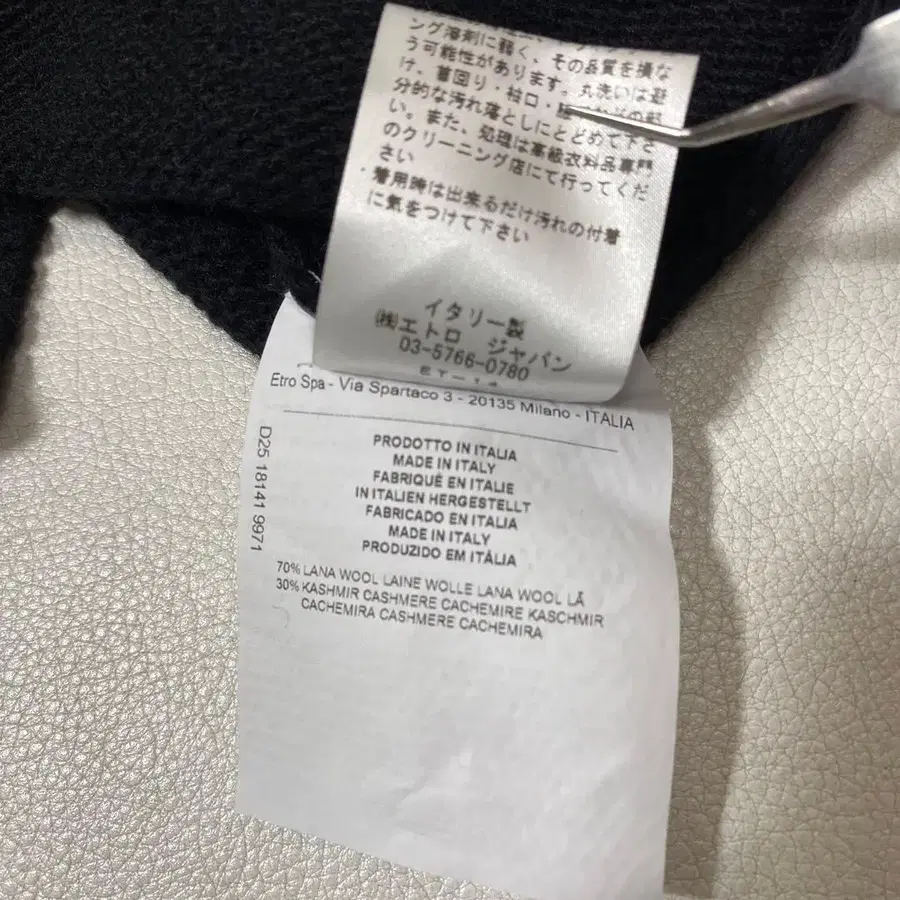 ング溶剤に弱く、その品質を損な
う可能性があります。丸洗いは避
け、首回り・袖口・
分的な汚れ落としにとどめて下さ
い。また、処理は高級衣料品専門
のクリーニング店にて行ってくだ
さい
・着用時は出来るだけ汚れの付着
に気をつけて下さい
イタリー製
㈱エトロ ジャパン
03-5766-0780
Etro Spa - Via Spartaco 3 - 20135 Milano - ITALIA
D25 18141 9971
PRODOTTO IN ITALIA
MADE IN ITALY
FABRIQUÉ EN ITALIE
IN ITALIEN HERGESTELLT
FABRICADO EN ITALIA
MADE IN ITALY
PRODUZIDO EM ITÁLIA
70% LANA WOOL LAINE WOLLE LANA WOOL LÃ
30% KASHMIR CASHMERE CACHEMIRE KASCHMIR
CACHEMIRA CASHMERE CACHEMIRA